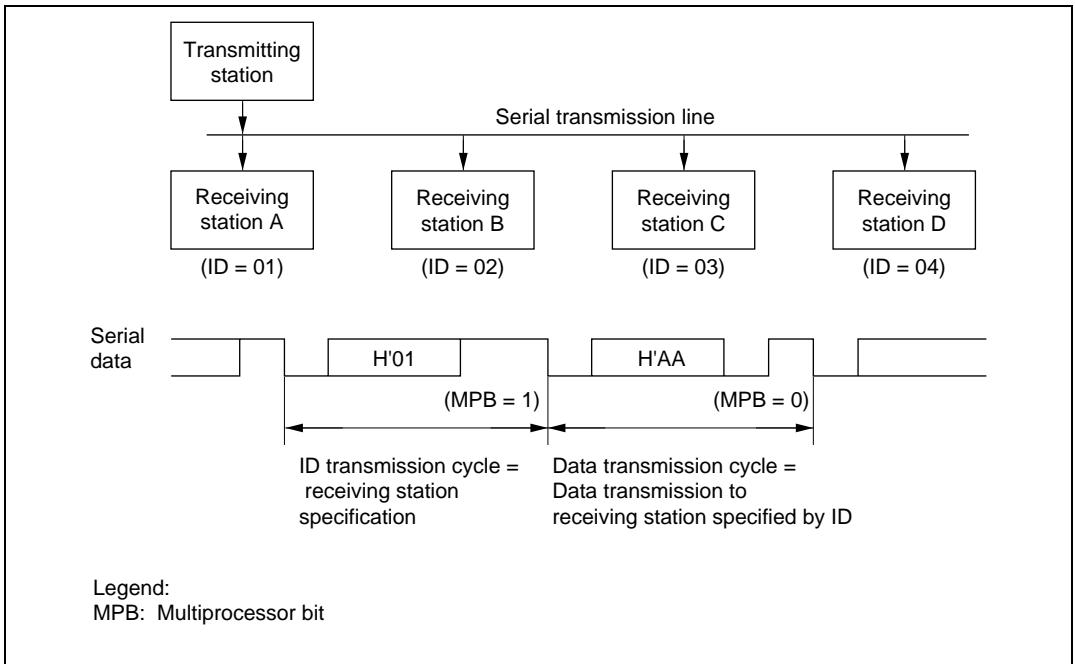 Transmitting
station
Serial transmission line
Receiving
station A
Receiving
station B
Receiving
station C
Receiving
station D
(ID = 01)
(ID = 02)
(ID = 03)
(ID = 04)
Serial
data
H'01
H'AA
(MPB = 1)
(MPB = 0)
ID transmission cycle =
receiving station
specification
Data transmission cycle =
Data transmission to
receiving station specified by ID
Legend:
MPB: Multiprocessor bit